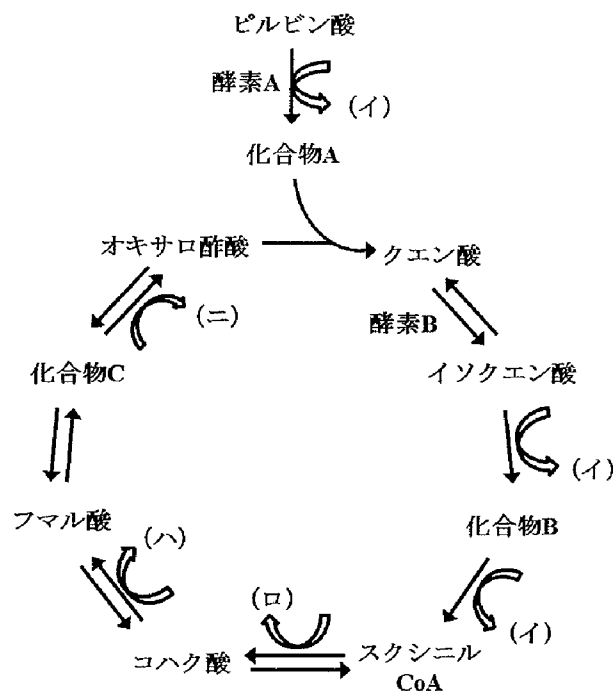 ピルビン酸
酵素A
(イ)
化合物A
オキサロ酢酸
クエン酸
(ニ)
酵素B
化合物C
イソクエン酸
(イ)
フマル酸
(ハ)
化合物B
(ロ)
(イ)
コハク酸
スクシニル
CoA